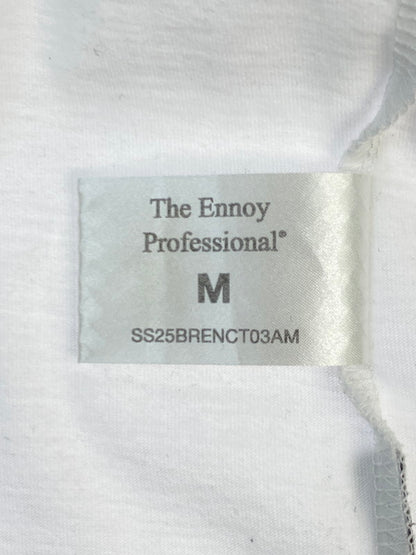 The Ennoy
Professional®
M
SS25BRENCT03AM